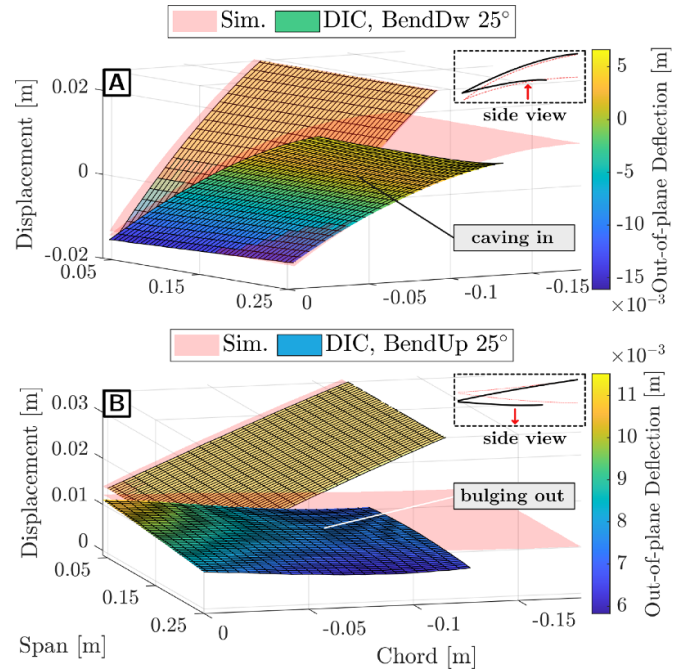 Sim. DIC, BendDw 25°
A
side view
caving in
Displacement [m]
0.02
0
-0.02
0.05
0.15
0.25
0
-0.05
-0.1
-0.15
5
0
-5
-10
-15
×10⁻³
Out-of-plane Deflection [m]
Sim. DIC, BendUp 25°
×10⁻³
B
side view
bulging out
Displacement [m]
0.03
0.02
0.01
0
0.05
0.15
0.25
Span [m]
0
-0.05
-0.1
-0.15
Chord [m]
11
10
9
8
7
6
Out-of-plane Deflection [m]